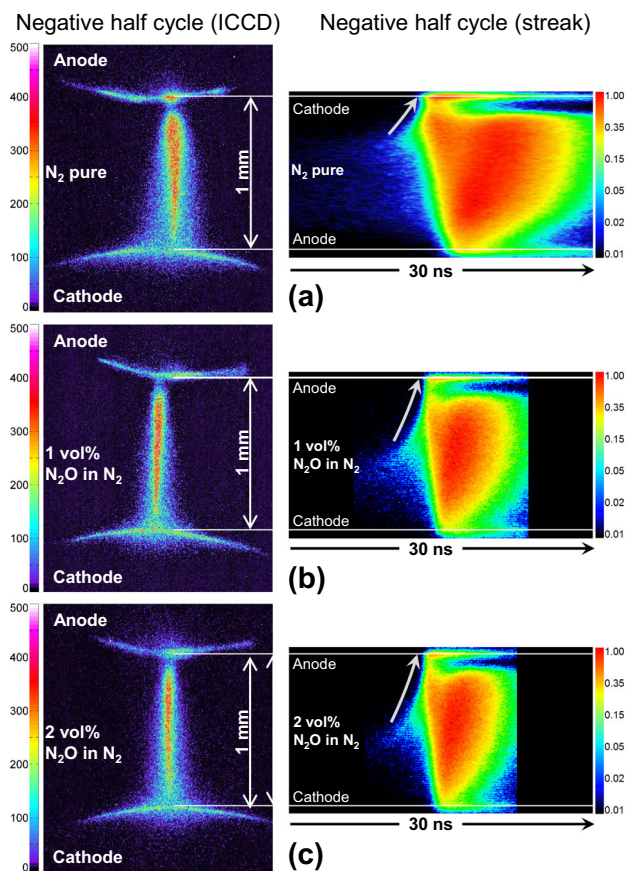 Negative half cycle (ICCD)
Negative half cycle (streak)
500
400
300
200
100
0
Anode
N₂ pure
1 mm
Cathode
Cathode
N₂ pure
Anode
30 ns
1.00
0.35
0.15
0.05
0.03
0.01
(a)
500
400
300
200
100
0
Anode
1 vol%
N₂O in N₂
1 mm
Cathode
Anode
1 vol%
N₂O in N₂
Cathode
30 ns
1.00
0.35
0.15
0.05
0.03
0.01
(b)
500
400
300
200
100
0
Anode
2 vol%
N₂O in N₂
1 mm
Cathode
Anode
2 vol%
N₂O in N₂
Cathode
30 ns
1.00
0.35
0.15
0.05
0.03
0.01
(c)